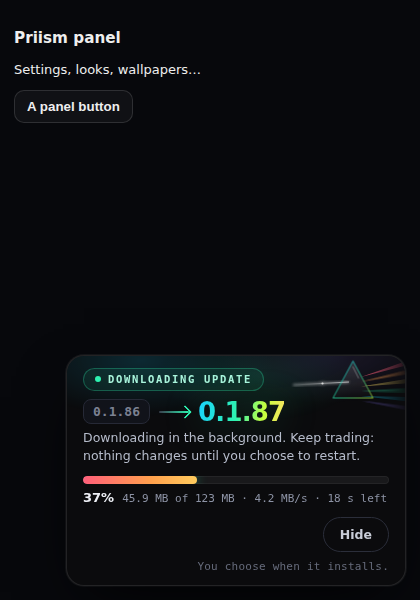 Priism panel
Settings, looks, wallpapers…
A panel button
DOWNLOADING UPDATE
0.1.86 → 0.1.87
Downloading in the background. Keep trading:
nothing changes until you choose to restart.
37% 45.9 MB of 123 MB · 4.2 MB/s · 18 s left
Hide
You choose when it installs.